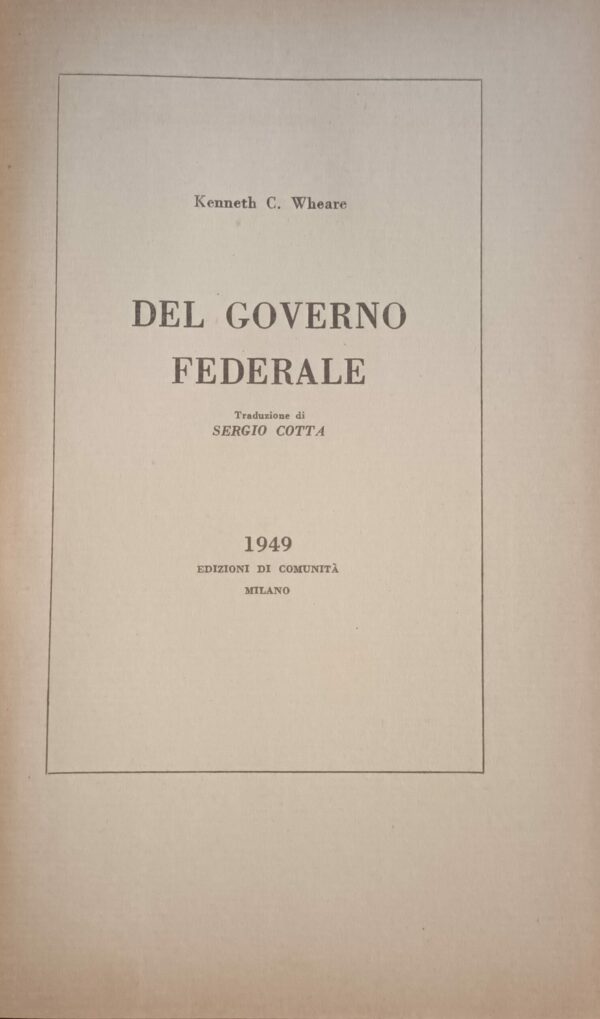 Kenneth C. Wheare
DEL GOVERNO
FEDERALE
Traduzione di
SERGIO COTTA
1949
EDIZIONI DI COMUNITÀ
MILANO